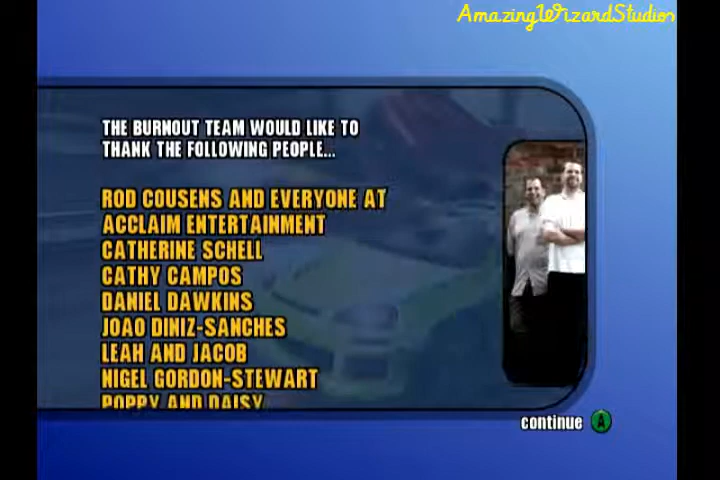 AmazingWizardStudios
THE BURNOUT TEAM WOULD LIKE TO
THANK THE FOLLOWING PEOPLE...
ROD COUSENS AND EVERYONE AT
ACCLAIM ENTERTAINMENT
CATHERINE SCHELL
CATHY CAMPOS
DANIEL DAWKINS
JOAO DINIZ-SANCHES
LEAH AND JACOB
NIGEL GORDON-STEWART
POPPY AND DAISY
continue A